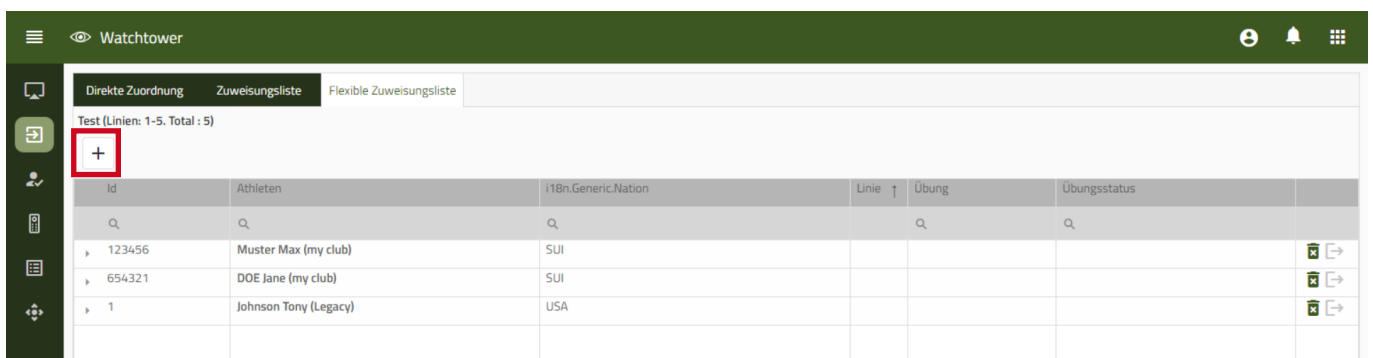 Watchtower
Direkte Zuordnung Zuweisungsliste Flexible Zuweisungsliste
Test (Linien: 1-5. Total : 5)
+
Id Athleten i18n.Generic.Nation Linie ↑ Übung Übungsstatus
123456 Muster Max (my club) SUI
654321 DOE Jane (my club) SUI
1 Johnson Tony (Legacy) USA